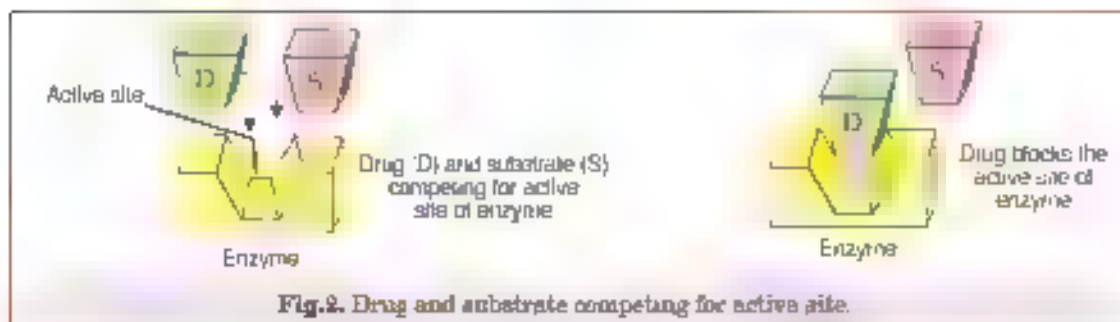 D
S
Active site
Drug (D) and substrate (S)
competing for active
site of enzyme
Enzyme
S
D
Drug blocks the
active site of
enzyme
Enzyme
Fig.2. Drug and substrate competing for active site.